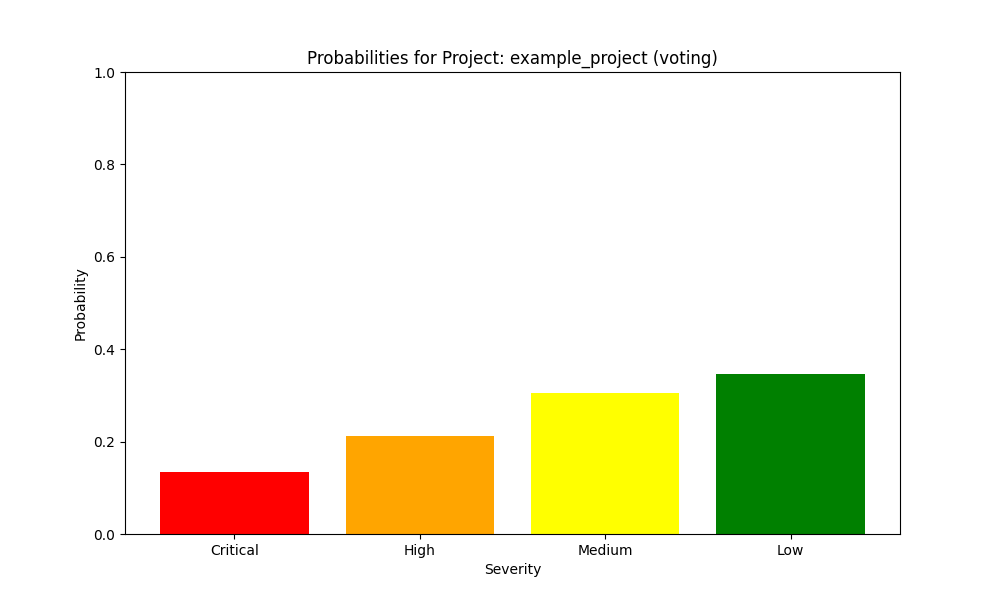 Probabilities for Project: example_project (voting)
1.0
0.8
0.6
0.4
0.2
0.0
Probability
Critical High Medium Low
Severity